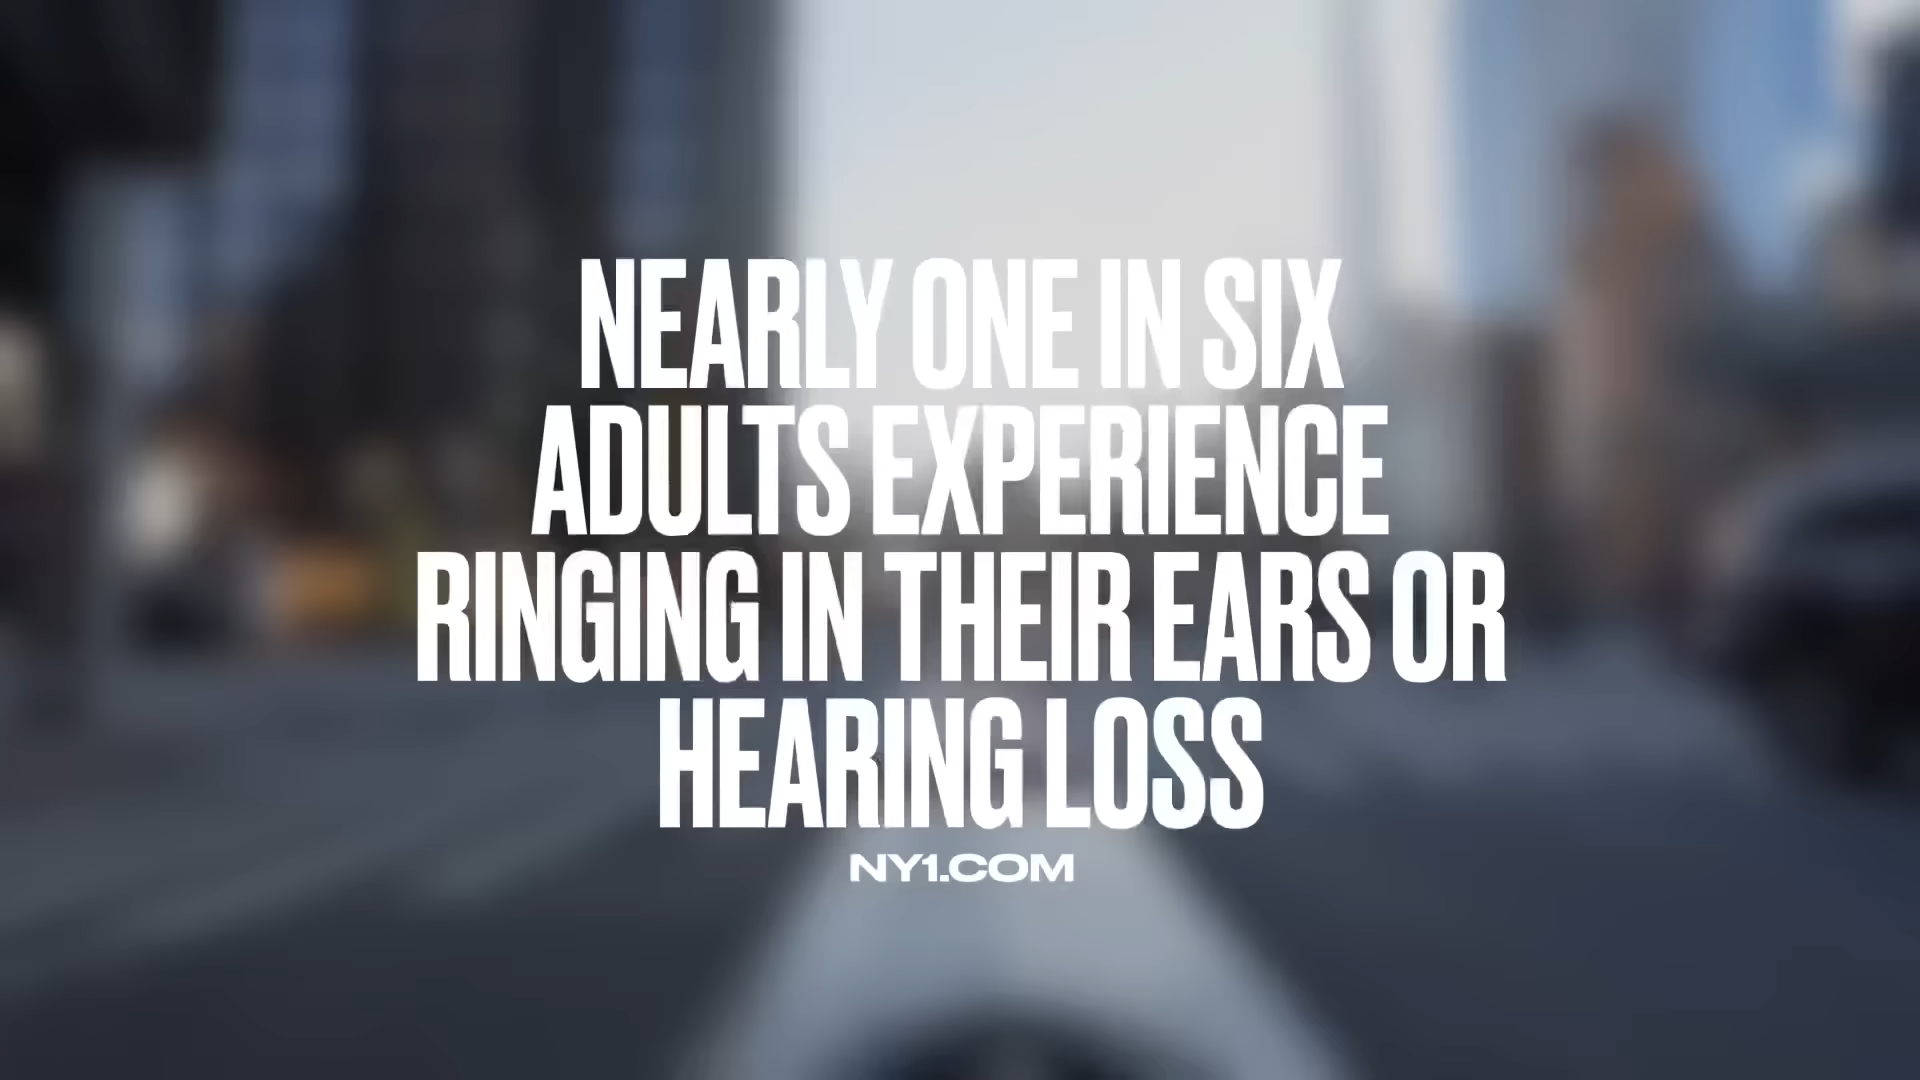 NEARLY ONE IN SIX
ADULTS EXPERIENCE
RINGING IN THEIR EARS OR
HEARING LOSS
NY1.COM